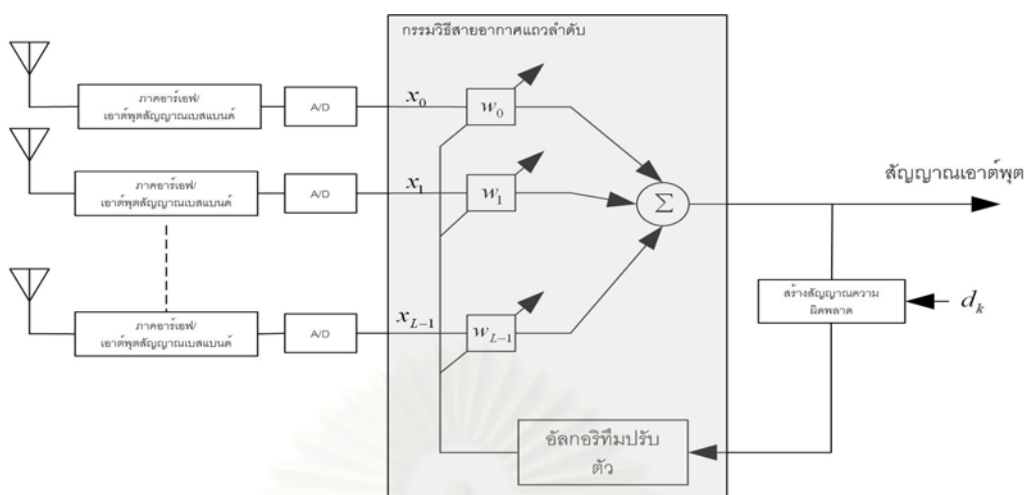 กรรมวิธีสายอากาศแถวลำดับ
ภาคอาร์เอฟ/
เอาต์พุตสัญญาณเบสแบนด์
A/D
x_0
w_0
ภาคอาร์เอฟ/
เอาต์พุตสัญญาณเบสแบนด์
A/D
x_1
w_1
Σ
สัญญาณเอาต์พุต
ภาคอาร์เอฟ/
เอาต์พุตสัญญาณเบสแบนด์
A/D
x_{L-1}
w_{L-1}
สร้างสัญญาณความ
ผิดพลาด
d_k
อัลกอริทึมปรับ
ตัว